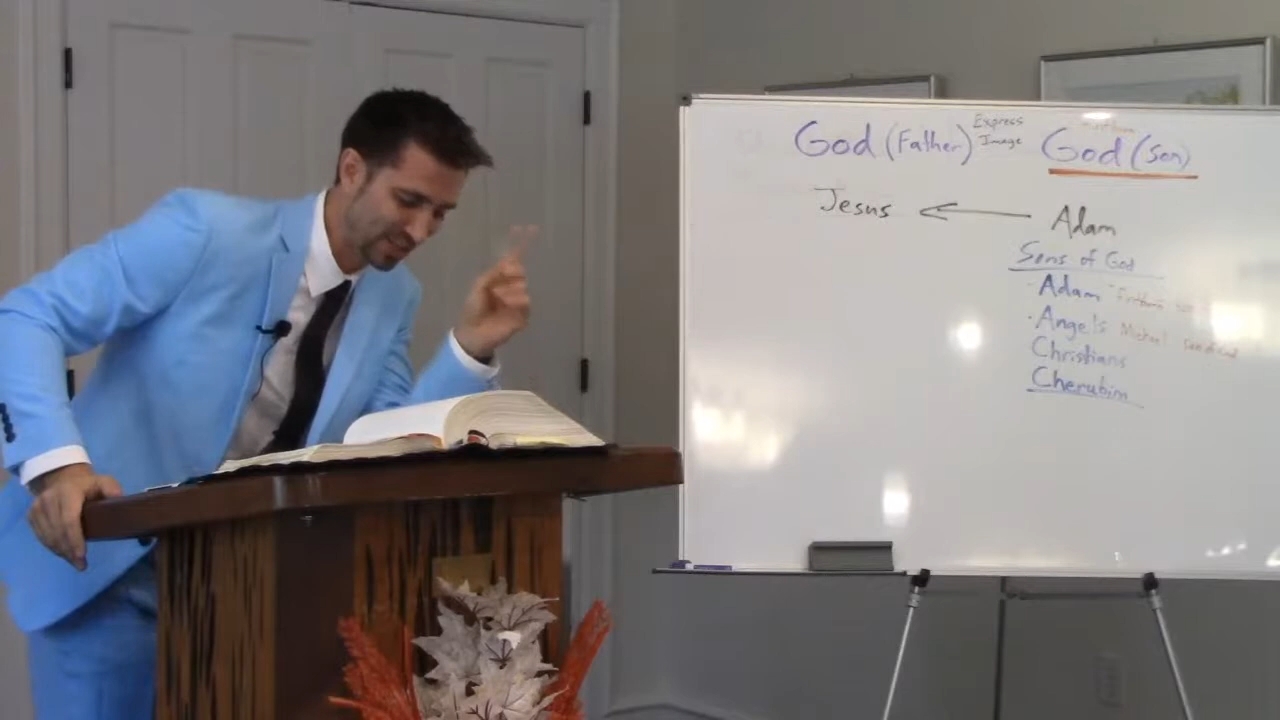 God (Father) Express Image God (Son)
Jesus ← Adam
Sons of God
· Adam
· Angels Michael
Christians
Cherubim